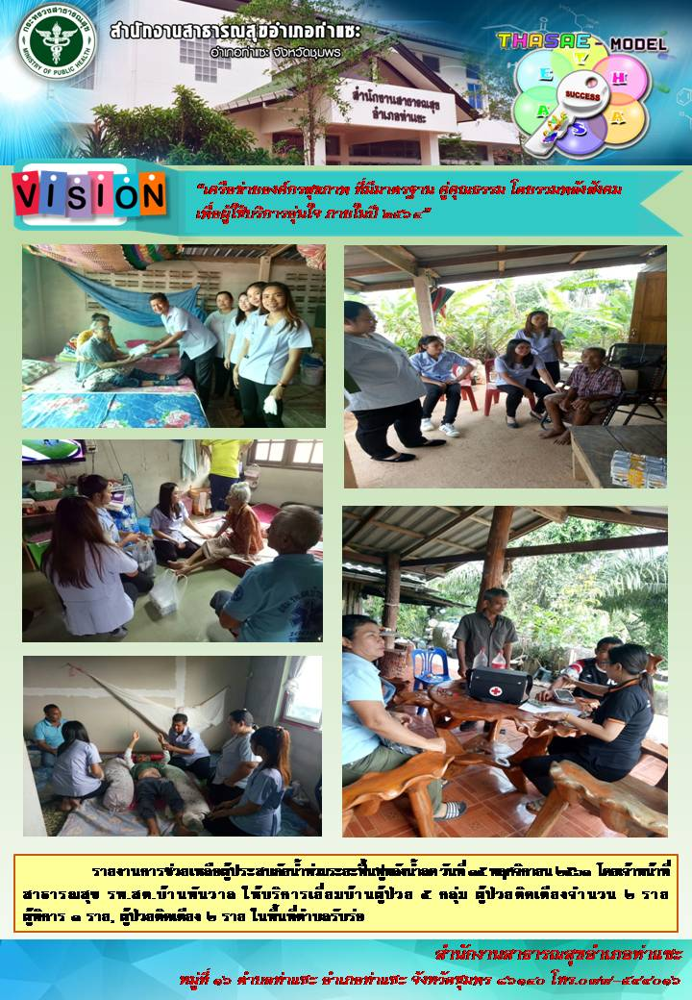 กระทรวงสาธารณสุข
MINISTRY OF PUBLIC HEALTH
สำนักงานสาธารณสุขอำเภอท่าแซะ
อำเภอท่าแซะ จังหวัดชุมพร
สำนักงานสาธารณสุข
อำเภอท่าแซะ
THASAE - MODEL
T
H
A
S
A
E
SUCCESS
VISION
“เครือข่ายองค์กรสุขภาพ ที่มีมาตรฐาน คู่คุณธรรม โดยรวมพลังสังคม
เพื่อผู้ใช้บริการอุ่นใจ ภายในปี ๒๕๖๔”
รายงานการช่วยเหลือผู้ประสบภัยน้ำท่วมระยะฟื้นฟูหลังน้ำลด วันที่ ๑๕ พฤศจิกายน ๒๕๖๑ โดยเจ้าหน้าที่
สาธารณสุข รพ.สต.บ้านพันวาล ให้บริการเยี่ยมบ้านผู้ป่วย ๕ กลุ่ม ผู้ป่วยติดเตียงจำนวน ๒ ราย
ผู้พิการ ๑ ราย, ผู้ป่วยติดเตียง ๒ ราย ในพื้นที่ตำบลรับร่อ
สำนักงานสาธารณสุขอำเภอท่าแซะ
หมู่ที่ ๑๖ ตำบลท่าแซะ อำเภอท่าแซะ จังหวัดชุมพร ๘๖๑๔๐ โทร.๐๗๗-๕๙๙๐๑๖